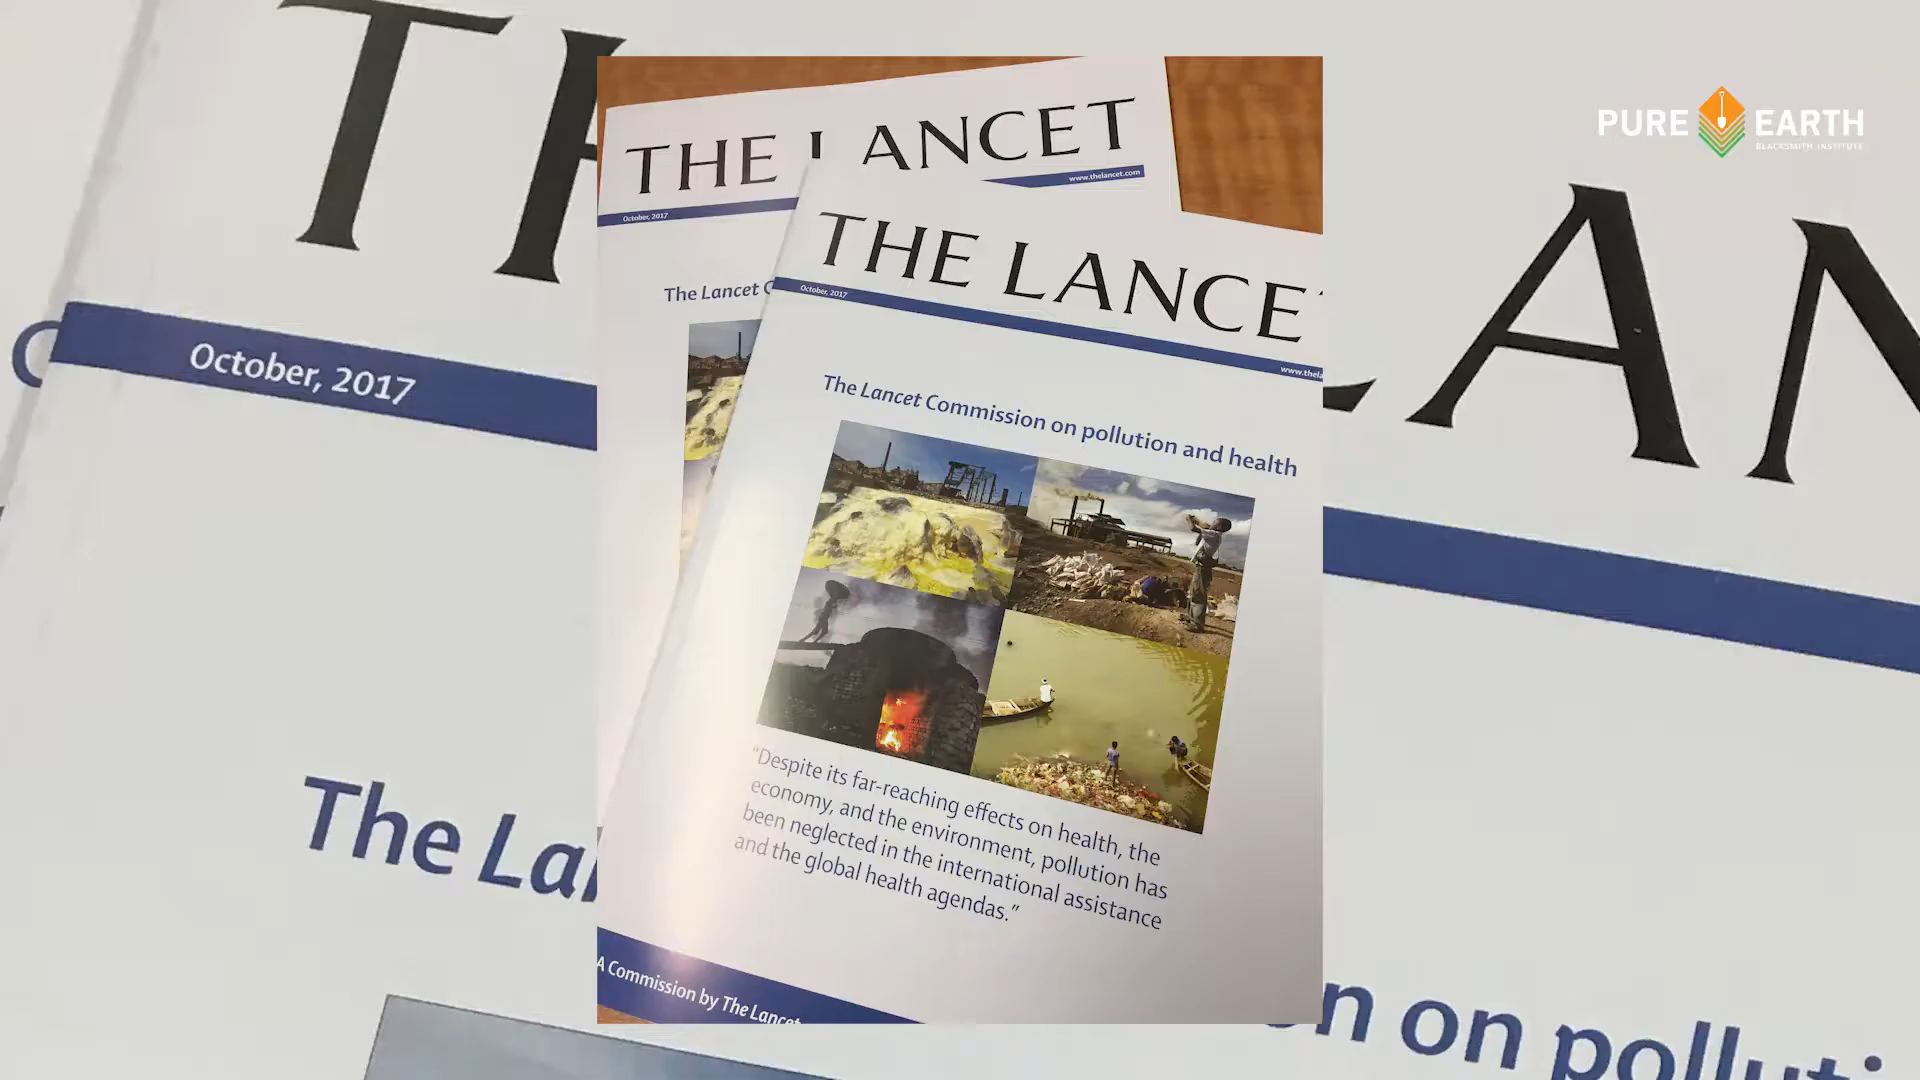 TH
AN
October, 2017
The La
on on polluti
PURE EARTH
BLACKSMITH INSTITUTE
THE LANCET
www.thelancet.com
October, 2017
The Lancet C
THE LANCET
October, 2017
www.thela
The Lancet Commission on pollution and health
"Despite its far-reaching effects on health, the
economy, and the environment, pollution has
been neglected in the international assistance
and the global health agendas."
A Commission by The Lancet